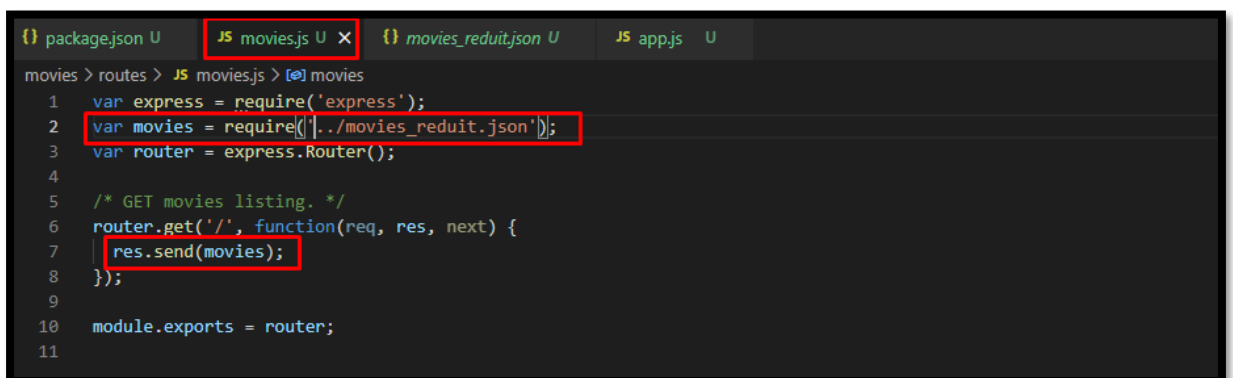 {} package.json U JS movies.js U × {} movies_reduit.json U JS app.js U
movies > routes > JS movies.js > movies
1 var express = require('express');
2 var movies = require('../movies_reduit.json');
3 var router = express.Router();
4
5 /* GET movies listing. */
6 router.get('/', function(req, res, next) {
7 res.send(movies);
8 });
9
10 module.exports = router;
11